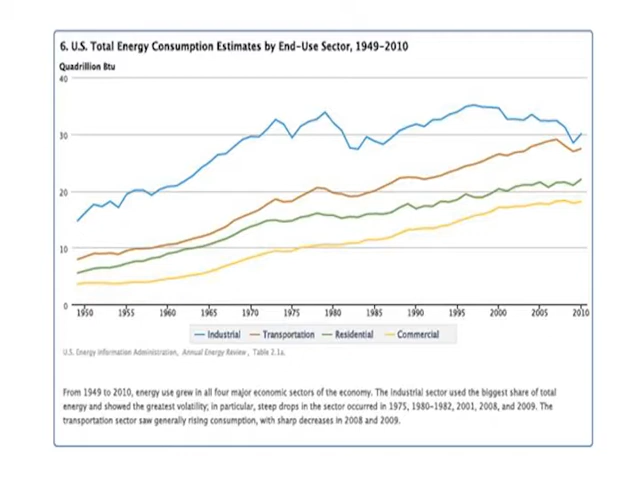 6. U.S. Total Energy Consumption Estimates by End-Use Sector, 1949-2010
Quadrillion Btu
40
30
20
10
0
1950 1955 1960 1965 1970 1975 1980 1985 1990 1995 2000 2005 2010
Industrial Transportation Residential Commercial
U.S. Energy Information Administration, Annual Energy Review, Table 2.1a.
From 1949 to 2010, energy use grew in all four major economic sectors of the economy. The industrial sector used the biggest share of total
energy and showed the greatest volatility; in particular, steep drops in the sector occurred in 1975, 1980-1982, 2001, 2008, and 2009. The
transportation sector saw generally rising consumption, with sharp decreases in 2008 and 2009.